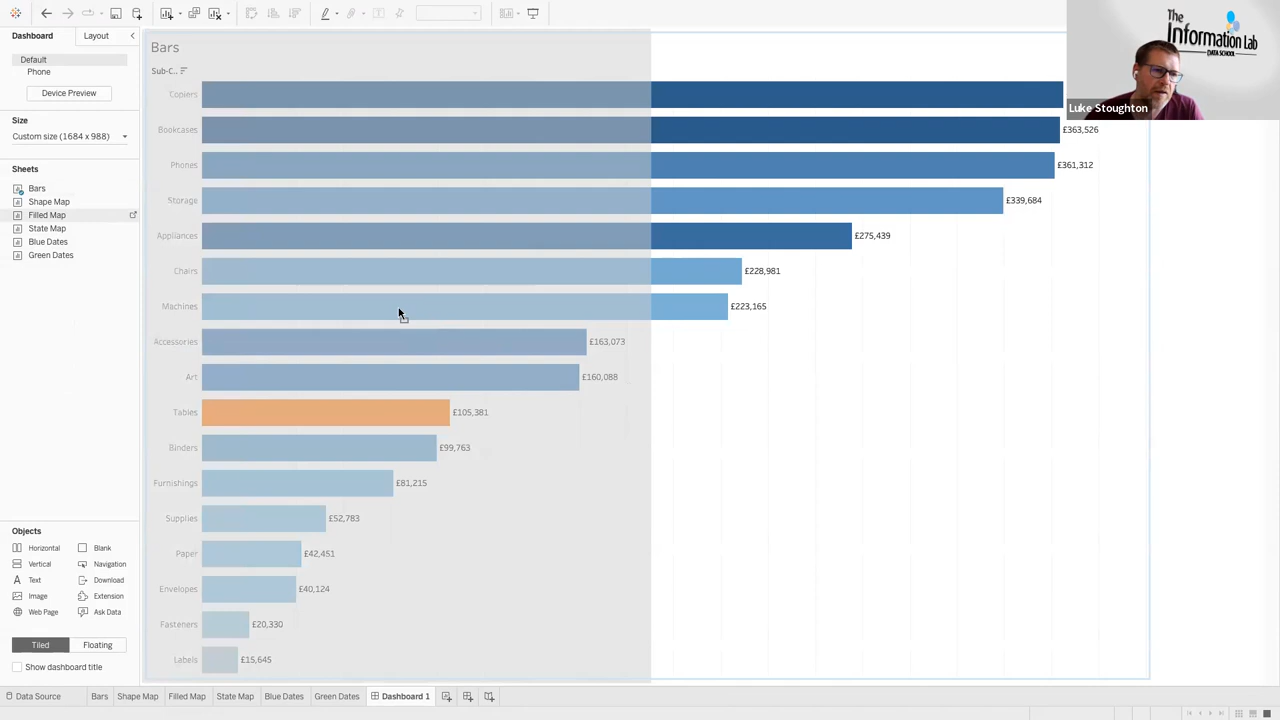 Dashboard
Layout
Default
Phone
Device Preview
Size
Custom size (1684 x 988)
Sheets
Bars
Shape Map
Filled Map
State Map
Blue Dates
Green Dates
Objects
Horizontal
Blank
Vertical
Navigation
Text
Download
Image
Extension
Web Page
Ask Data
Tiled
Floating
Show dashboard title
Bars
Sub-C..
Copiers
Bookcases £363,526
Phones £361,312
Storage £339,684
Appliances £275,439
Chairs £228,981
Machines £223,165
Accessories £163,073
Art £160,088
Tables £105,381
Binders £99,763
Furnishings £81,215
Supplies £52,783
Paper £42,451
Envelopes £40,124
Fasteners £20,330
Labels £15,645
The
Information Lab
DATA SCHOOL
Luke Stoughton
Data Source
Bars
Shape Map
Filled Map
State Map
Blue Dates
Green Dates
Dashboard 1